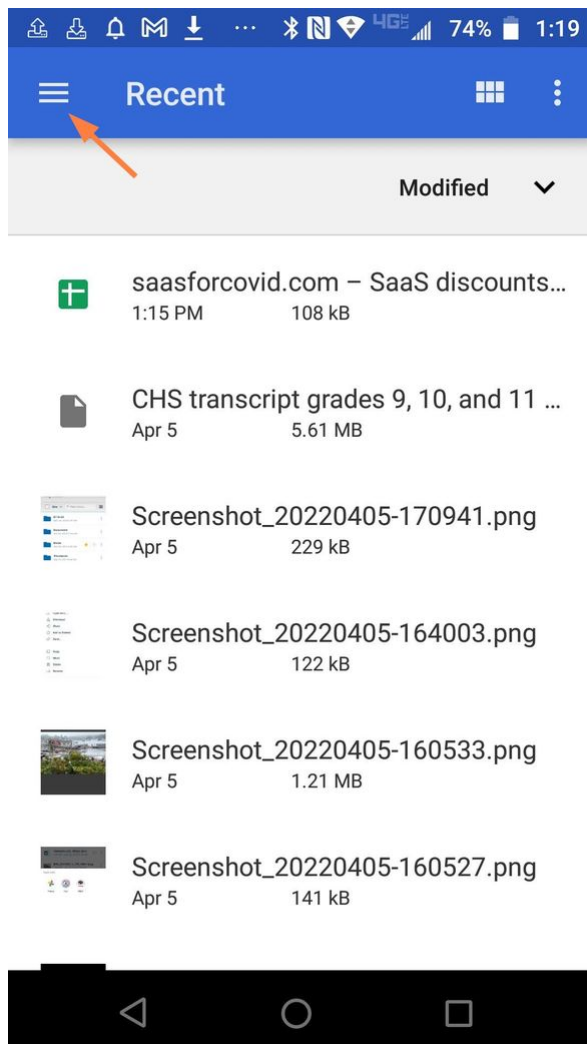 4G LTE 74% 1:19
Recent
Modified
saasforcovid.com – SaaS discounts...
1:15 PM 108 kB
CHS transcript grades 9, 10, and 11 ...
Apr 5 5.61 MB
Screenshot_20220405-170941.png
Apr 5 229 kB
Screenshot_20220405-164003.png
Apr 5 122 kB
Screenshot_20220405-160533.png
Apr 5 1.21 MB
Screenshot_20220405-160527.png
Apr 5 141 kB